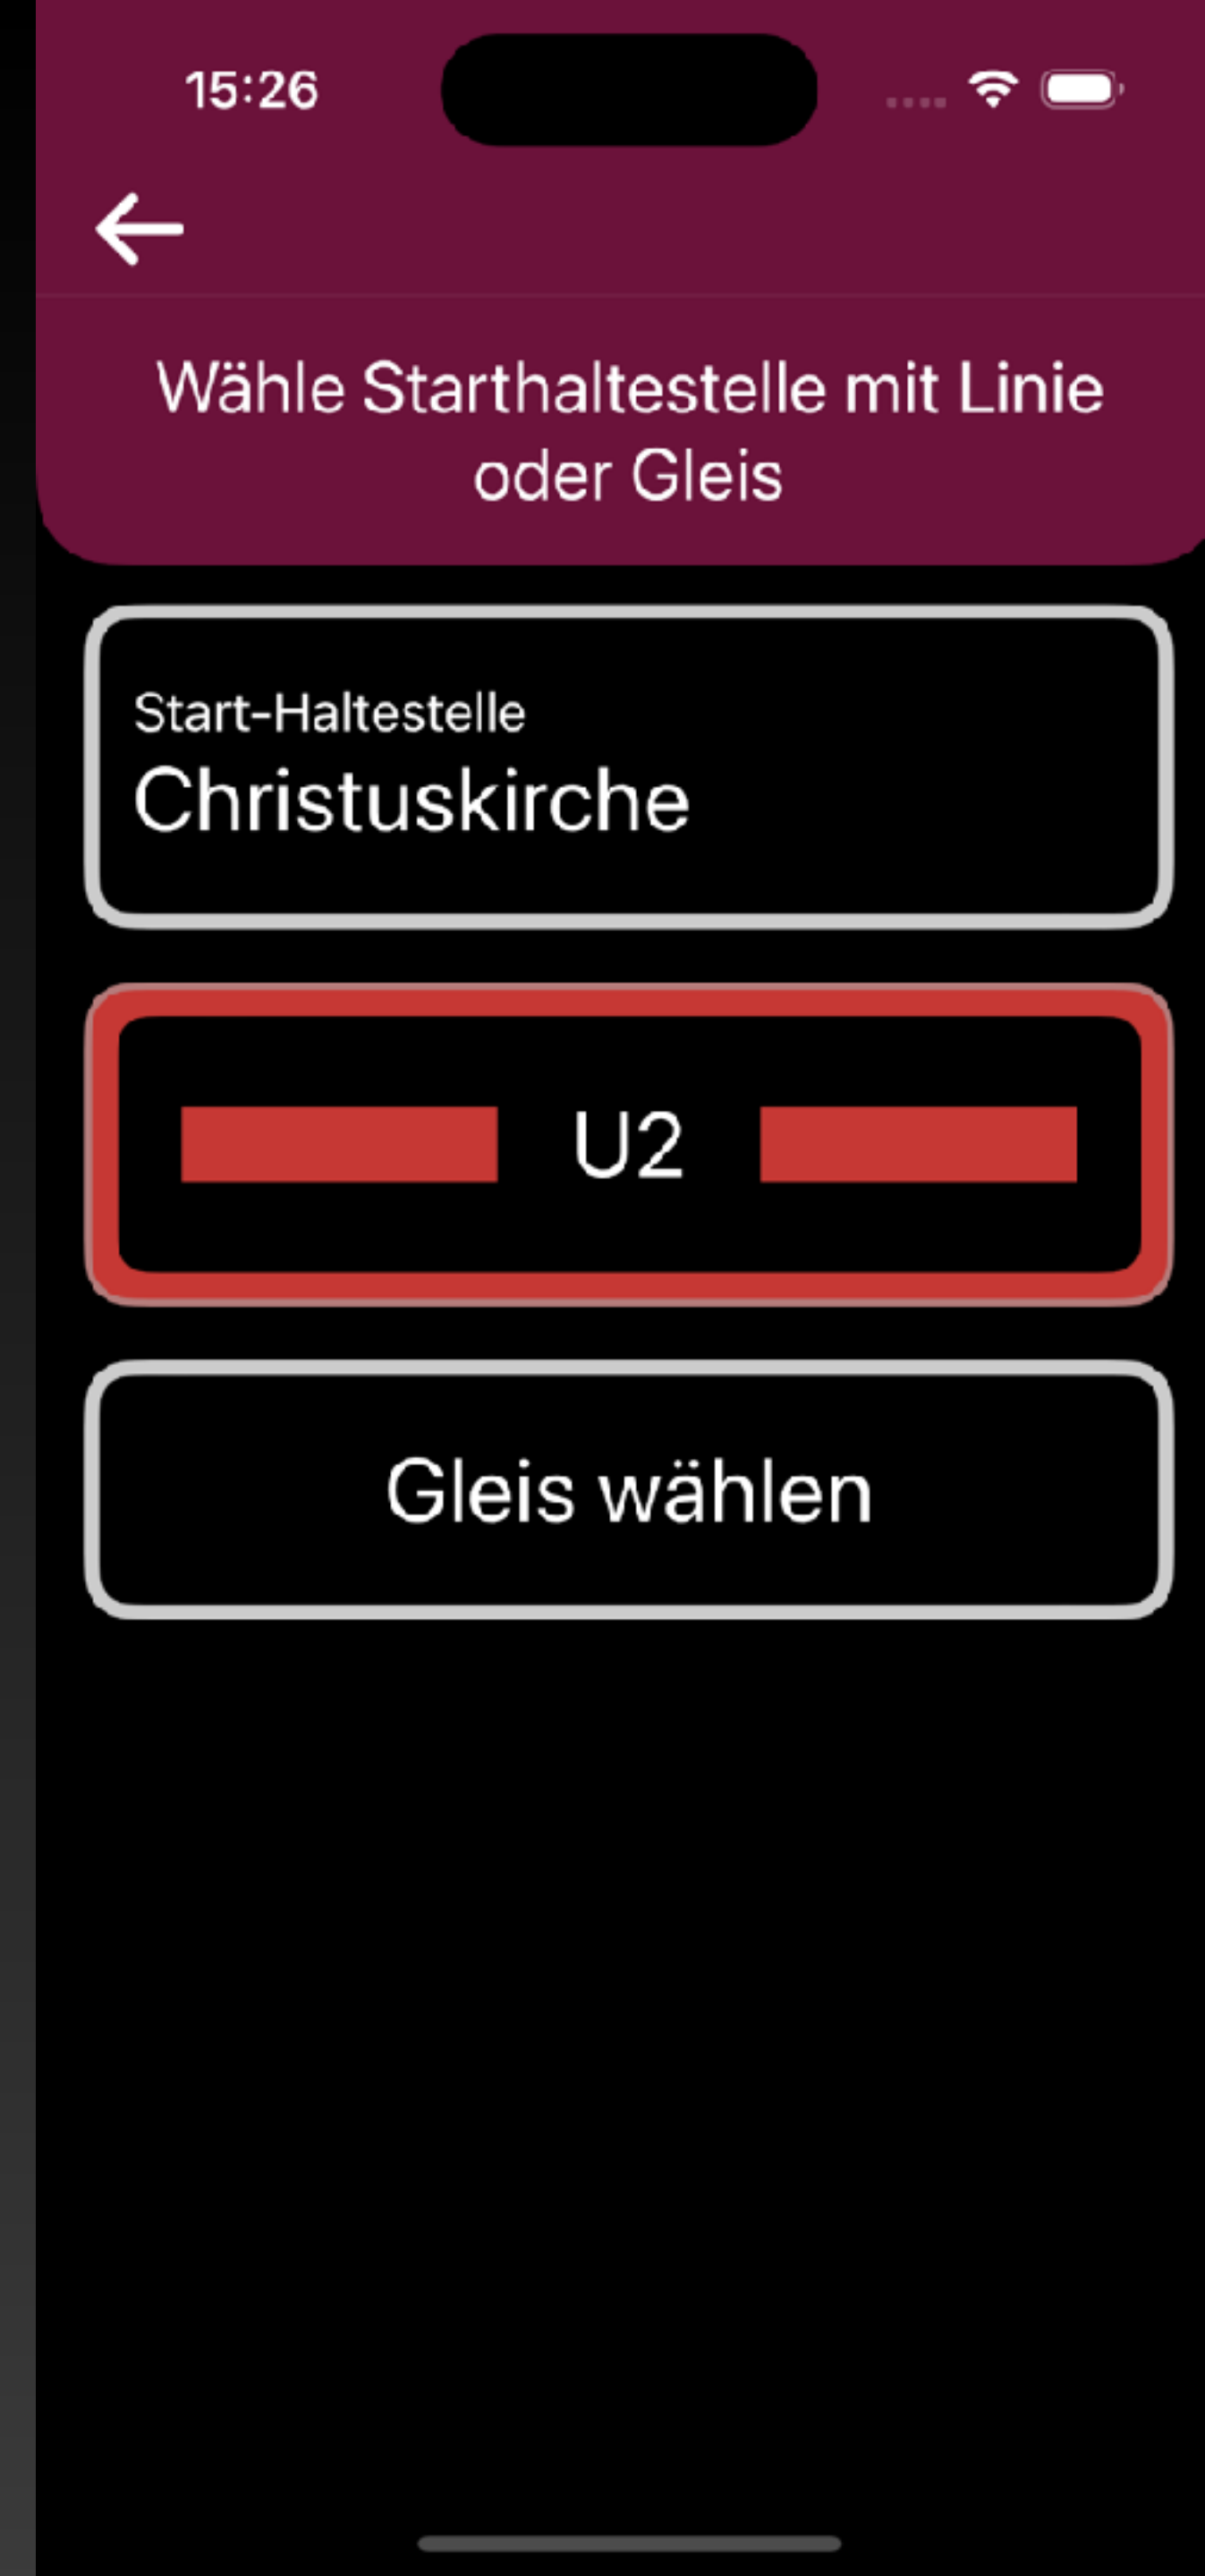 15:26
Wähle Starthaltestelle mit Linie
oder Gleis
Start-Haltestelle
Christuskirche
U2
Gleis wählen